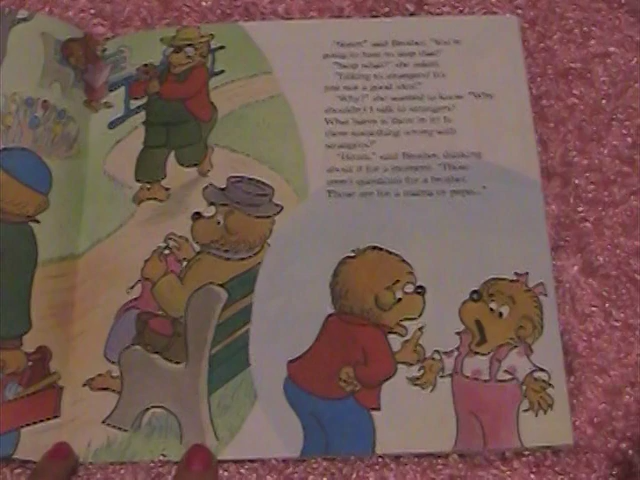 "Sister!" said Brother. "You're
going to have to stop that!"
"Stop what?" she asked.
"Talking to strangers! It's
just not a good idea!"
"Why?" she wanted to know. "Why
shouldn't I talk to strangers?
What harm is there in it? Is
there something wrong with
strangers?"
"Hmm," said Brother, thinking
about it for a moment. "Those
aren't questions for a brother.
Those are for a mama or papa..."